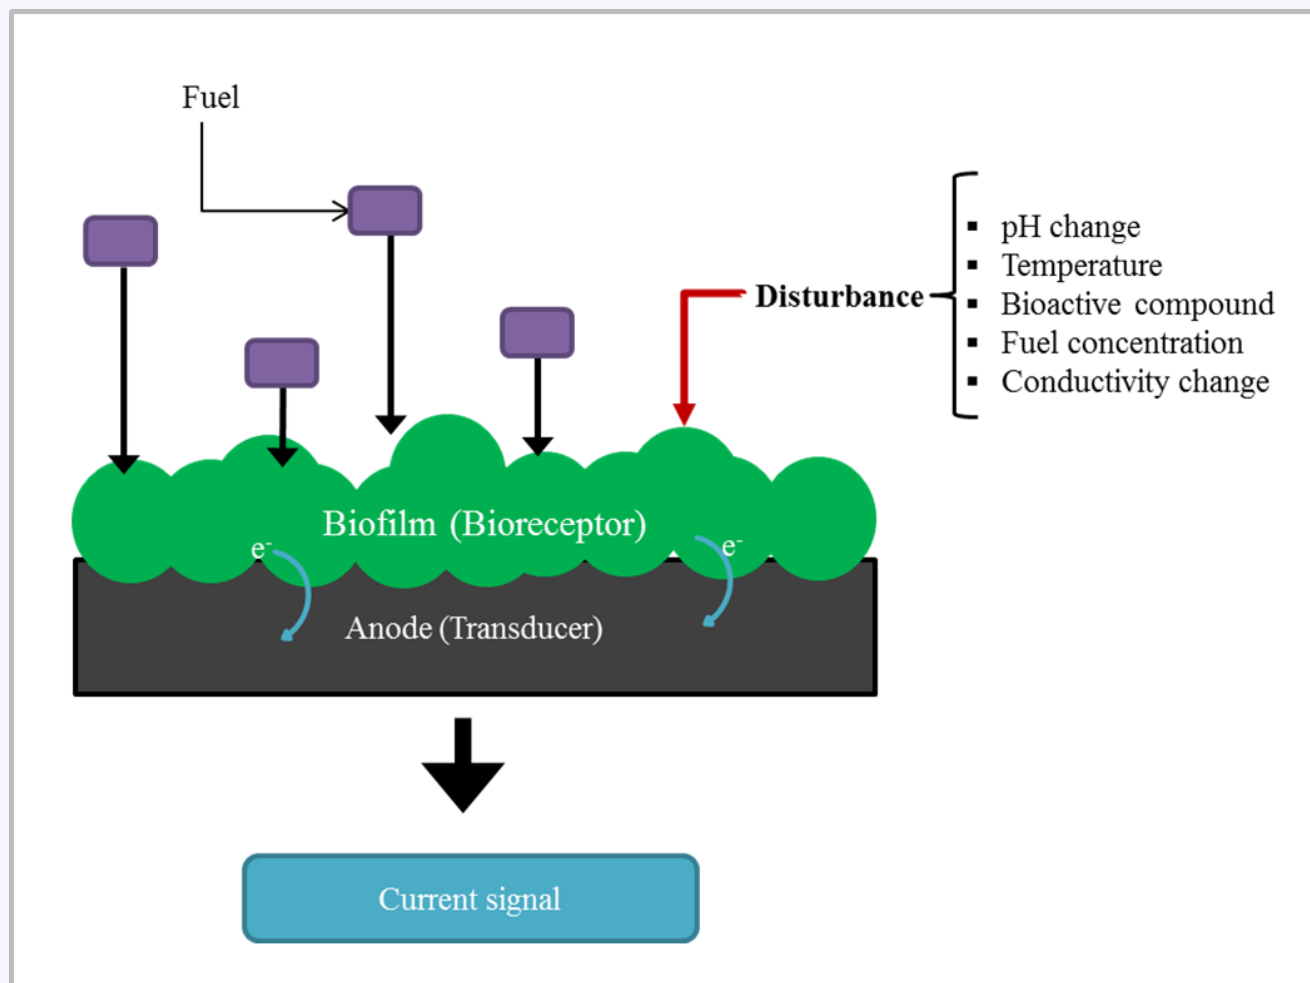 Fuel
Disturbance
▪ pH change
▪ Temperature
▪ Bioactive compound
▪ Fuel concentration
▪ Conductivity change
Biofilm (Bioreceptor)
e-
e-
Anode (Transducer)
Current signal